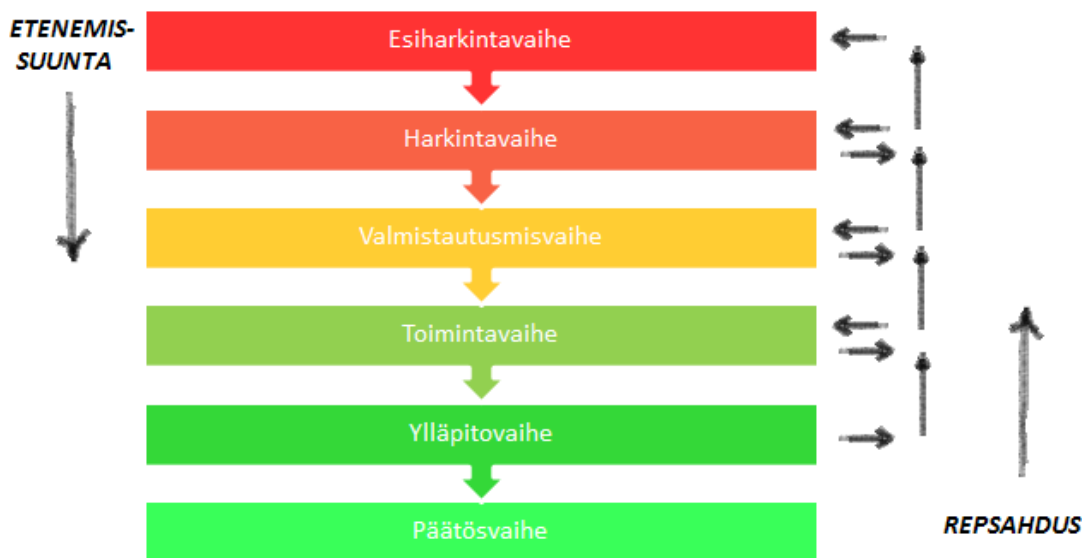 ETENEMIS-
SUUNTA
Esiharkintavaihe
Harkintavaihe
Valmistautusmisvaihe
Toimintavaihe
Ylläpitovaihe
Päätösvaihe
REPSAHDUS